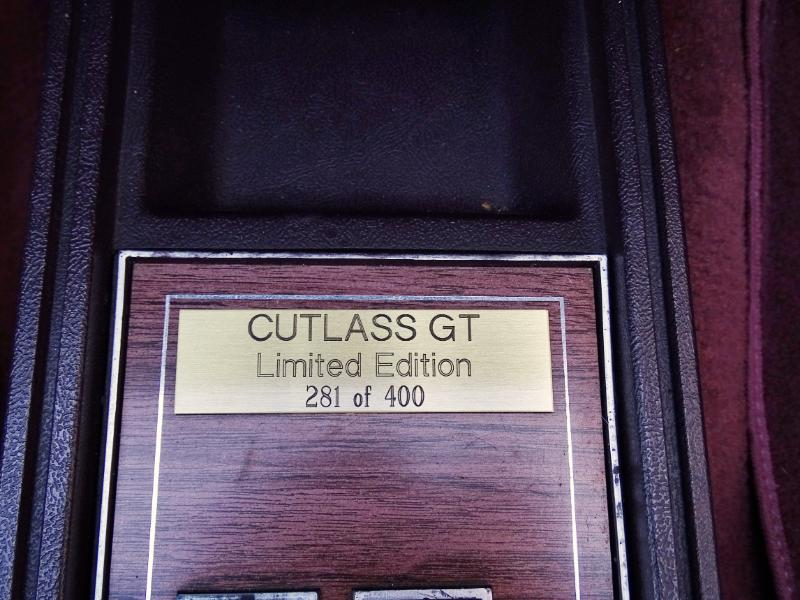 CUTLASS GT
Limited Edition
281 of 400